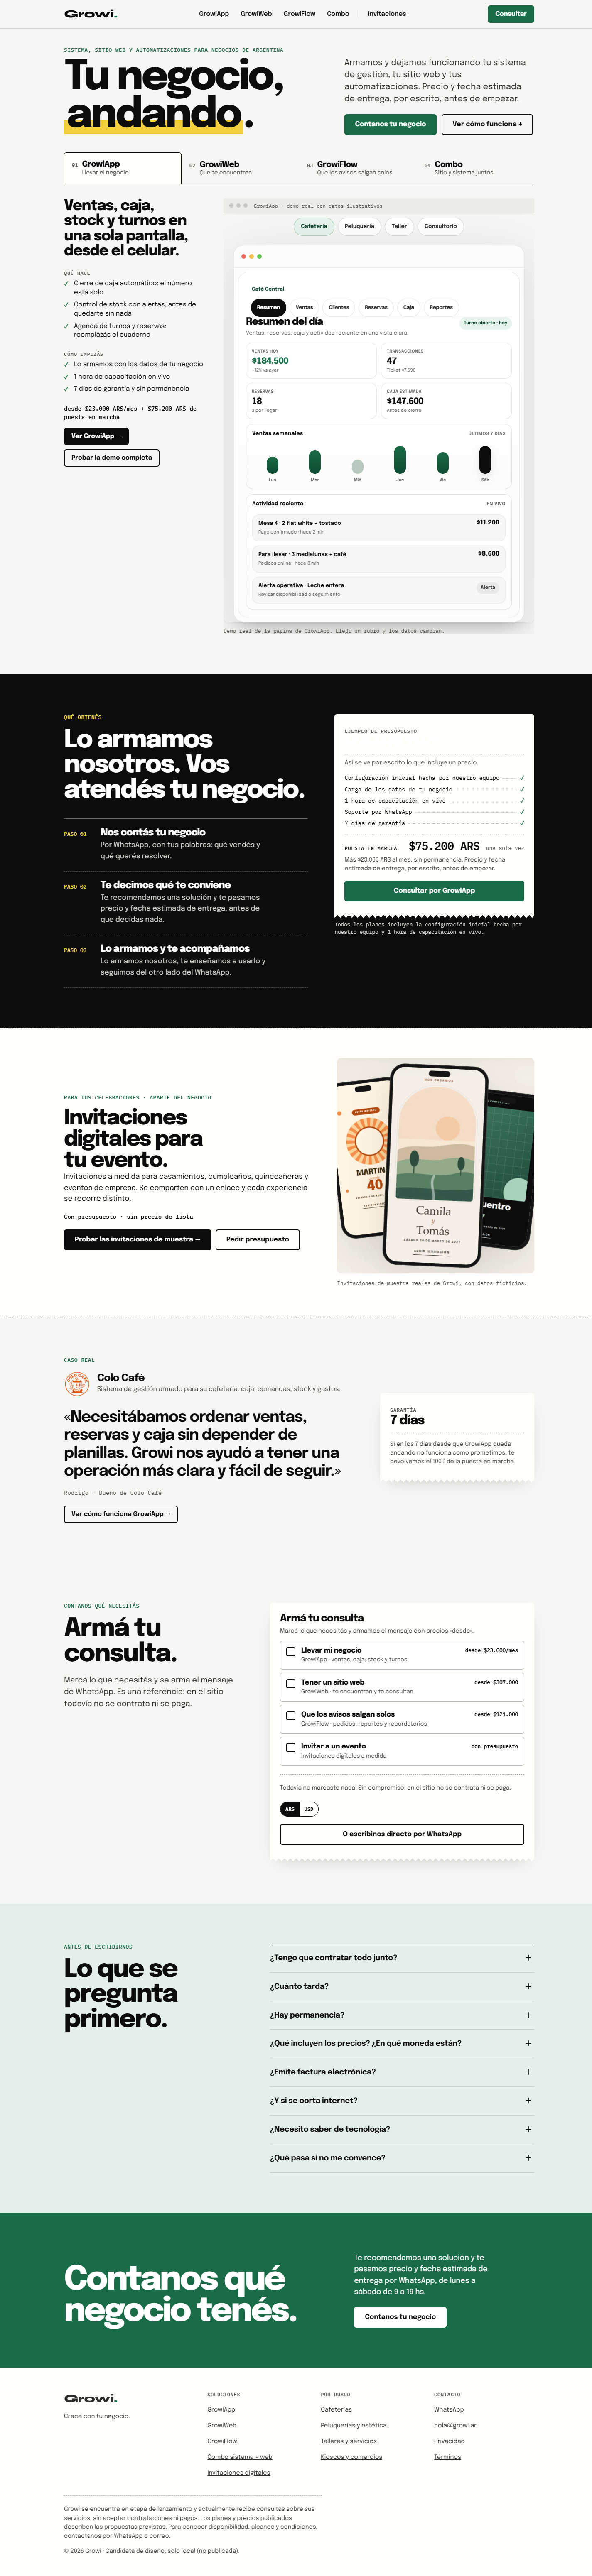 Growi.
GrowiApp GrowiWeb GrowiFlow Combo Invitaciones
Consultar
SISTEMA, SITIO WEB Y AUTOMATIZACIONES PARA NEGOCIOS DE ARGENTINA
Tu negocio,
andando.
Armamos y dejamos funcionando tu sistema
de gestión, tu sitio web y tus
automatizaciones. Precio y fecha estimada
de entrega, por escrito, antes de empezar.
Contanos tu negocio
Ver cómo funciona ↓
01 GrowiApp
Llevar el negocio
02 GrowiWeb
Que te encuentren
03 GrowiFlow
Que los avisos salgan solos
04 Combo
Sitio y sistema juntos
Ventas, caja,
stock y turnos en
una sola pantalla,
desde el celular.
QUÉ HACE
✓ Cierre de caja automático: el número
está solo
✓ Control de stock con alertas, antes de
quedarte sin nada
✓ Agenda de turnos y reservas:
reemplazás el cuaderno
CÓMO EMPEZÁS
✓ Lo armamos con los datos de tu negocio
✓ 1 hora de capacitación en vivo
✓ 7 días de garantía y sin permanencia
desde $23.000 ARS/mes + $75.200 ARS de
puesta en marcha
Ver GrowiApp →
Probar la demo completa
GrowiApp · demo real con datos ilustrativos
Cafetería Peluquería Taller Consultorio
Café Central
Resumen Ventas Clientes Reservas Caja Reportes
Resumen del día
Ventas, reservas, caja y actividad reciente en una vista clara.
Turno abierto · hoy
VENTAS HOY
$184.500
+12% vs ayer
TRANSACCIONES
47
RESERVAS
18
3 por llegar
CAJA ESTIMADA
$147.600
Antes de cierre
Ventas semanales
ÚLTIMOS 7 DÍAS
Lun Mar Mié Jue Vie Sáb
Actividad reciente
EN VIVO
Mesa 4 · 2 flat white + tostado
Pago confirmado · hace 2 min
$11.200
Para llevar · 3 medialunas + café
Pedidos online · hace 8 min
$8.600
Alerta operativa · Leche entera
Revisar disponibilidad o seguimiento
Alerta
Demo real de la página de GrowiApp. Elegí un rubro y los datos cambian.
QUÉ OBTENÉS
Lo armamos
nosotros. Vos
atendés tu negocio.
PASO 01
Nos contás tu negocio
Por WhatsApp, con tus palabras: qué vendés y
qué querés resolver.
PASO 02
Te decimos qué te conviene
Te recomendamos una solución y te pasamos
precio y fecha estimada de entrega, antes de
que decidas nada.
PASO 03
Lo armamos y te acompañamos
Lo armamos nosotros, te enseñamos a usarlo y
seguimos del otro lado del WhatsApp.
EJEMPLO DE PRESUPUESTO
Así se ve por escrito lo que incluye un precio:
Configuración inicial hecha por nuestro equipo ✓
Carga de los datos de tu negocio ✓
1 hora de capacitación en vivo ✓
Soporte por WhatsApp ✓
7 días de garantía ✓
PUESTA EN MARCHA $75.200 ARS una sola vez
Más $23.000 ARS al mes, sin permanencia. Precio y fecha
estimada de entrega, por escrito, antes de empezar.
Consultar por GrowiApp
Todos los planes incluyen la configuración inicial hecha por
nuestro equipo y 1 hora de capacitación en vivo.
PARA TUS CELEBRACIONES · APARTE DEL NEGOCIO
Invitaciones
digitales para
tu evento.
Invitaciones a medida para casamientos, cumpleaños, quinceañeras y
eventos de empresa. Se comparten con un enlace y cada experiencia
se recorre distinto.
Con presupuesto · sin precio de lista
Probar las invitaciones de muestra →
Pedir presupuesto
MARTIN
40
NOS CASAMOS
Camila
y
Tomás
SÁBADO 20 DE MARZO DE 2027
ABRIR INVITACIÓN
Invitaciones de muestra reales de Growi, con datos ficticios.
CASO REAL
COLO CAFÉ
Colo Café
Sistema de gestión armado para su cafetería: caja, comandas, stock y gastos.
«Necesitábamos ordenar ventas,
reservas y caja sin depender de
planillas. Growi nos ayudó a tener una
operación más clara y fácil de seguir.»
Rodrigo — Dueño de Colo Café
Ver cómo funciona GrowiApp →
GARANTÍA
7 días
Si en los 7 días desde que GrowiApp queda
andando no funciona como prometimos, te
devolvemos el 100% de la puesta en marcha.
CONTANOS QUÉ NECESITÁS
Armá tu
consulta.
Marcá lo que necesitás y se arma el mensaje
de WhatsApp. Es una referencia: en el sitio
todavía no se contrata ni se paga.
Armá tu consulta
Marcá lo que necesitás y armamos el mensaje con precios «desde».
Llevar mi negocio
GrowiApp · ventas, caja, stock y turnos
desde $23.000/mes
Tener un sitio web
GrowiWeb · te encuentran y te consultan
desde $307.000
Que los avisos salgan solos
GrowiFlow · pedidos, reportes y recordatorios
desde $121.000
Invitar a un evento
Invitaciones digitales a medida
con presupuesto
Todavía no marcaste nada. Sin compromiso: en el sitio no se contrata ni se paga.
ARS USD
O escribinos directo por WhatsApp
ANTES DE ESCRIBIRNOS
Lo que se
pregunta
primero.
¿Tengo que contratar todo junto? +
¿Cuánto tarda? +
¿Hay permanencia? +
¿Qué incluyen los precios? ¿En qué moneda están? +
¿Emite factura electrónica? +
¿Y si se corta internet? +
¿Necesito saber de tecnología? +
¿Qué pasa si no me convence? +
Contanos qué
negocio tenés.
Te recomendamos una solución y te
pasamos precio y fecha estimada de
entrega por WhatsApp, de lunes a
sábado de 9 a 19 hs.
Contanos tu negocio
Growi.
Crecé con tu negocio.
SOLUCIONES
GrowiApp
GrowiWeb
GrowiFlow
Combo sistema + web
Invitaciones digitales
POR RUBRO
Cafeterías
Peluquerías y estética
Talleres y servicios
Kioscos y comercios
CONTACTO
WhatsApp
hola@growi.ar
Privacidad
Términos
Growi se encuentra en etapa de lanzamiento y actualmente recibe consultas sobre sus
servicios, sin aceptar contrataciones ni pagos. Los planes y precios publicados
describen las propuestas previstas. Para conocer disponibilidad, alcance y condiciones,
contactanos por WhatsApp o correo.
© 2026 Growi · Candidata de diseño, solo local (no publicada).